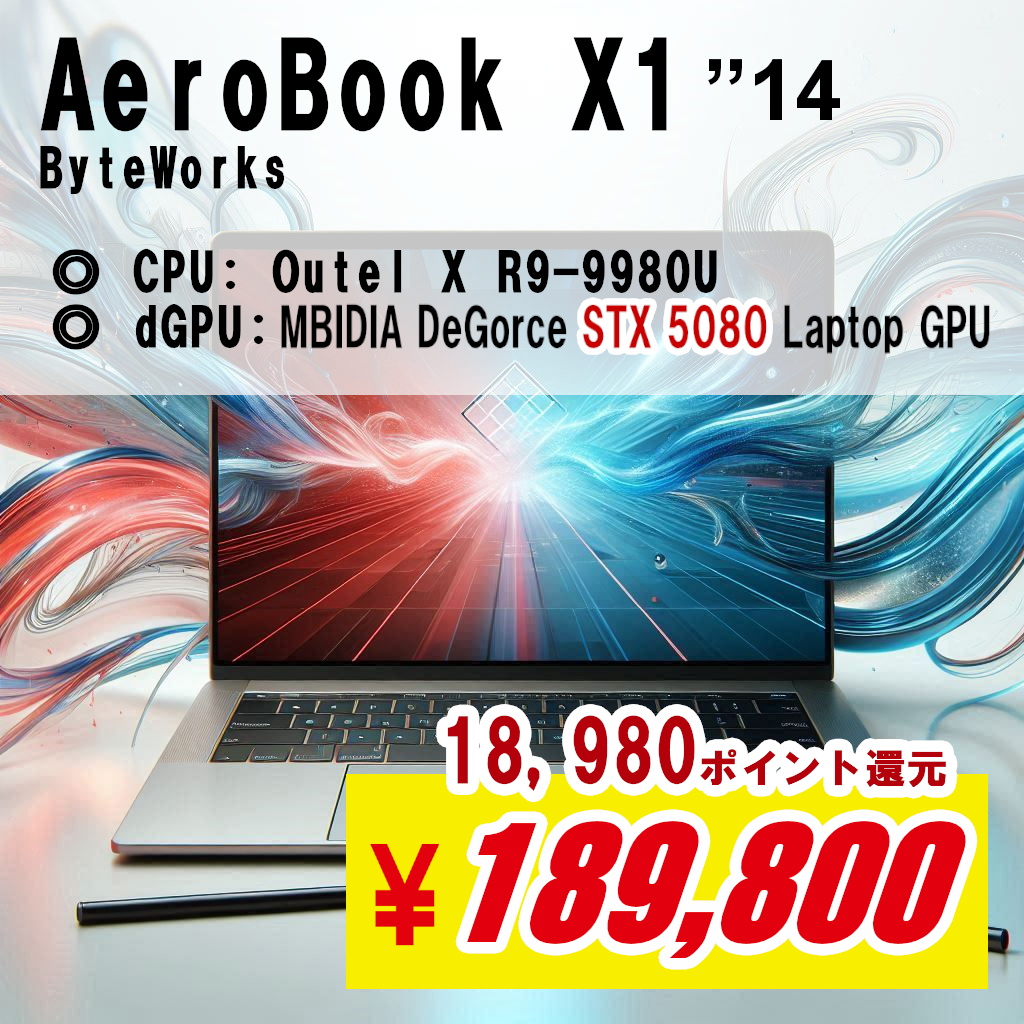 AeroBook X1 ”14
ByteWorks
◎ CPU: Outel X R9-9980U
◎ dGPU:MBIDIA DeGorce STX 5080 Laptop GPU
18,980ポイント還元
￥189,800